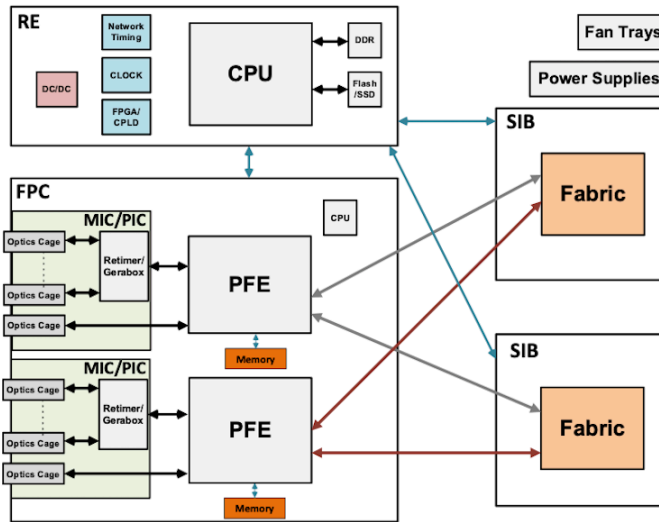 RE
Network
Timing
CLOCK
FPGA/
CPLD
DC/DC
CPU
DDR
Flash
/SSD
Fan Trays
Power Supplies
SIB
Fabric
FPC
CPU
MIC/PIC
Optics Cage
Optics Cage
Optics Cage
Retimer/
Gerabox
PFE
Memory
MIC/PIC
Optics Cage
Optics Cage
Optics Cage
Retimer/
Gerabox
PFE
Memory
SIB
Fabric